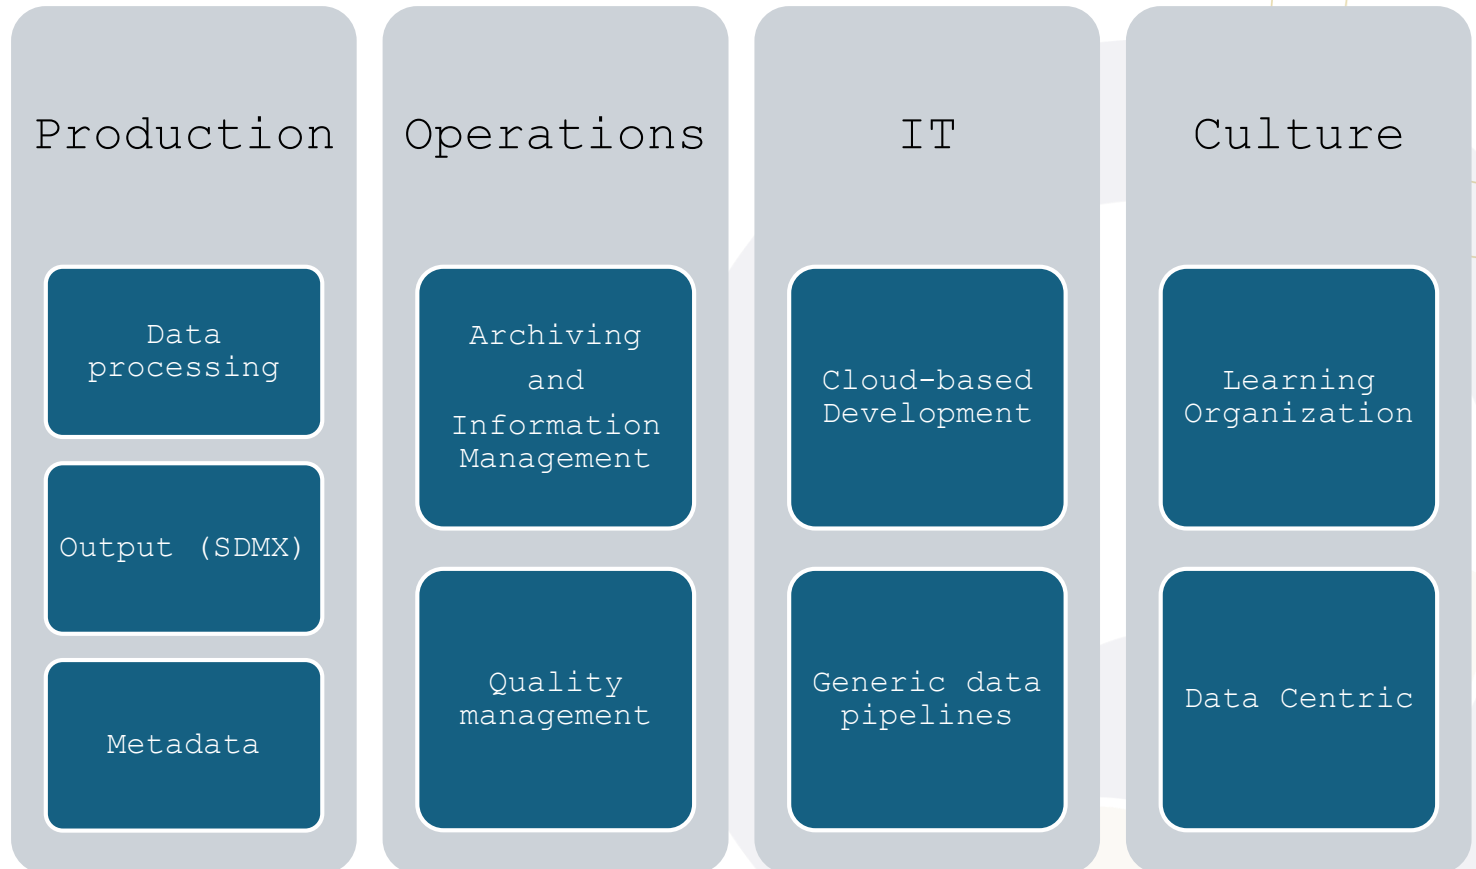 Production
Data
processing
Output (SDMX)
Metadata
Operations
Archiving
and
Information
Management
Quality
management
IT
Cloud-based
Development
Generic data
pipelines
Culture
Learning
Organization
Data Centric